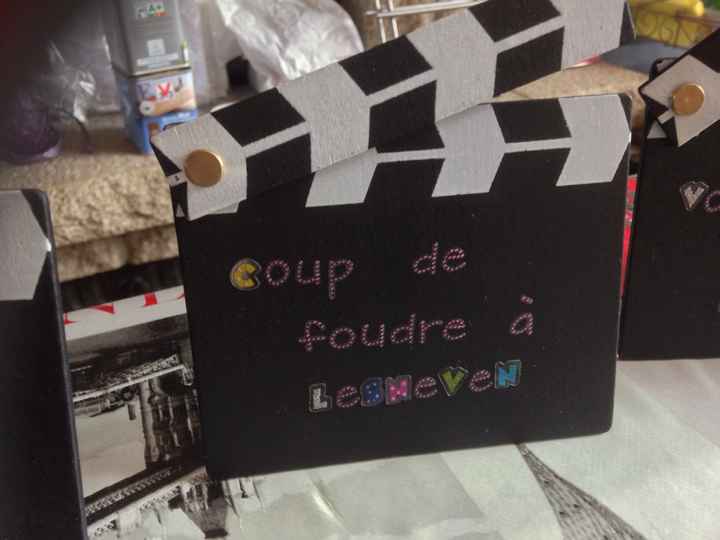 Coup de
foudre à
LeSNeVeN